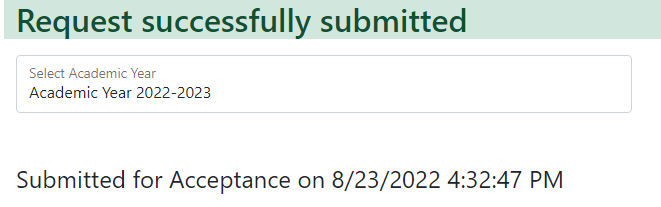 Request successfully submitted
Select Academic Year
Academic Year 2022-2023
Submitted for Acceptance on 8/23/2022 4:32:47 PM